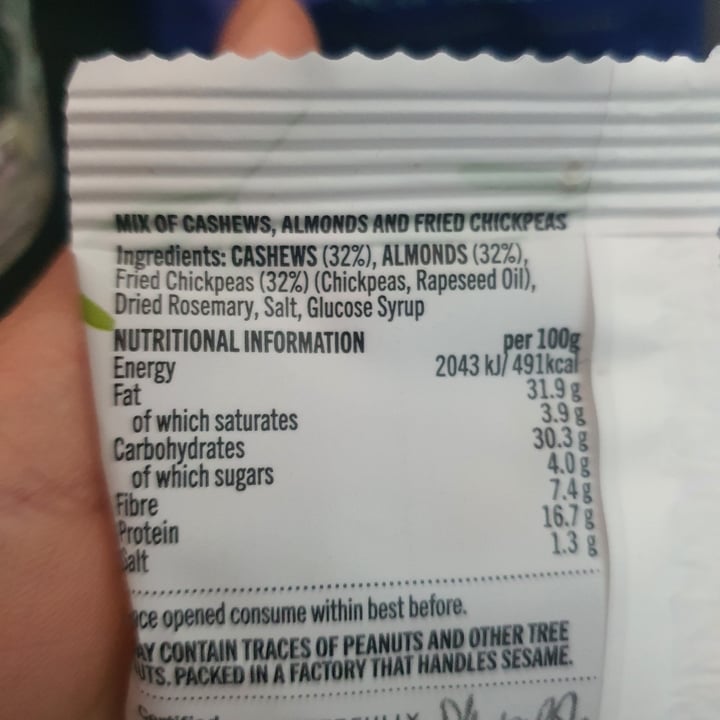 MIX OF CASHEWS, ALMONDS AND FRIED CHICKPEAS
Ingredients: CASHEWS (32%), ALMONDS (32%),
Fried Chickpeas (32%) (Chickpeas, Rapeseed Oil),
Dried Rosemary, Salt, Glucose Syrup
NUTRITIONAL INFORMATION per 100g
Energy 2043 kJ/ 491kcal
Fat 31.9 g
of which saturates 3.9 g
Carbohydrates 30.3 g
of which sugars 4.0 g
Fibre 7.4 g
Protein 16.7 g
Salt 1.3 g
ce opened consume within best before.
AY CONTAIN TRACES OF PEANUTS AND OTHER TREE
UTS. PACKED IN A FACTORY THAT HANDLES SESAME.